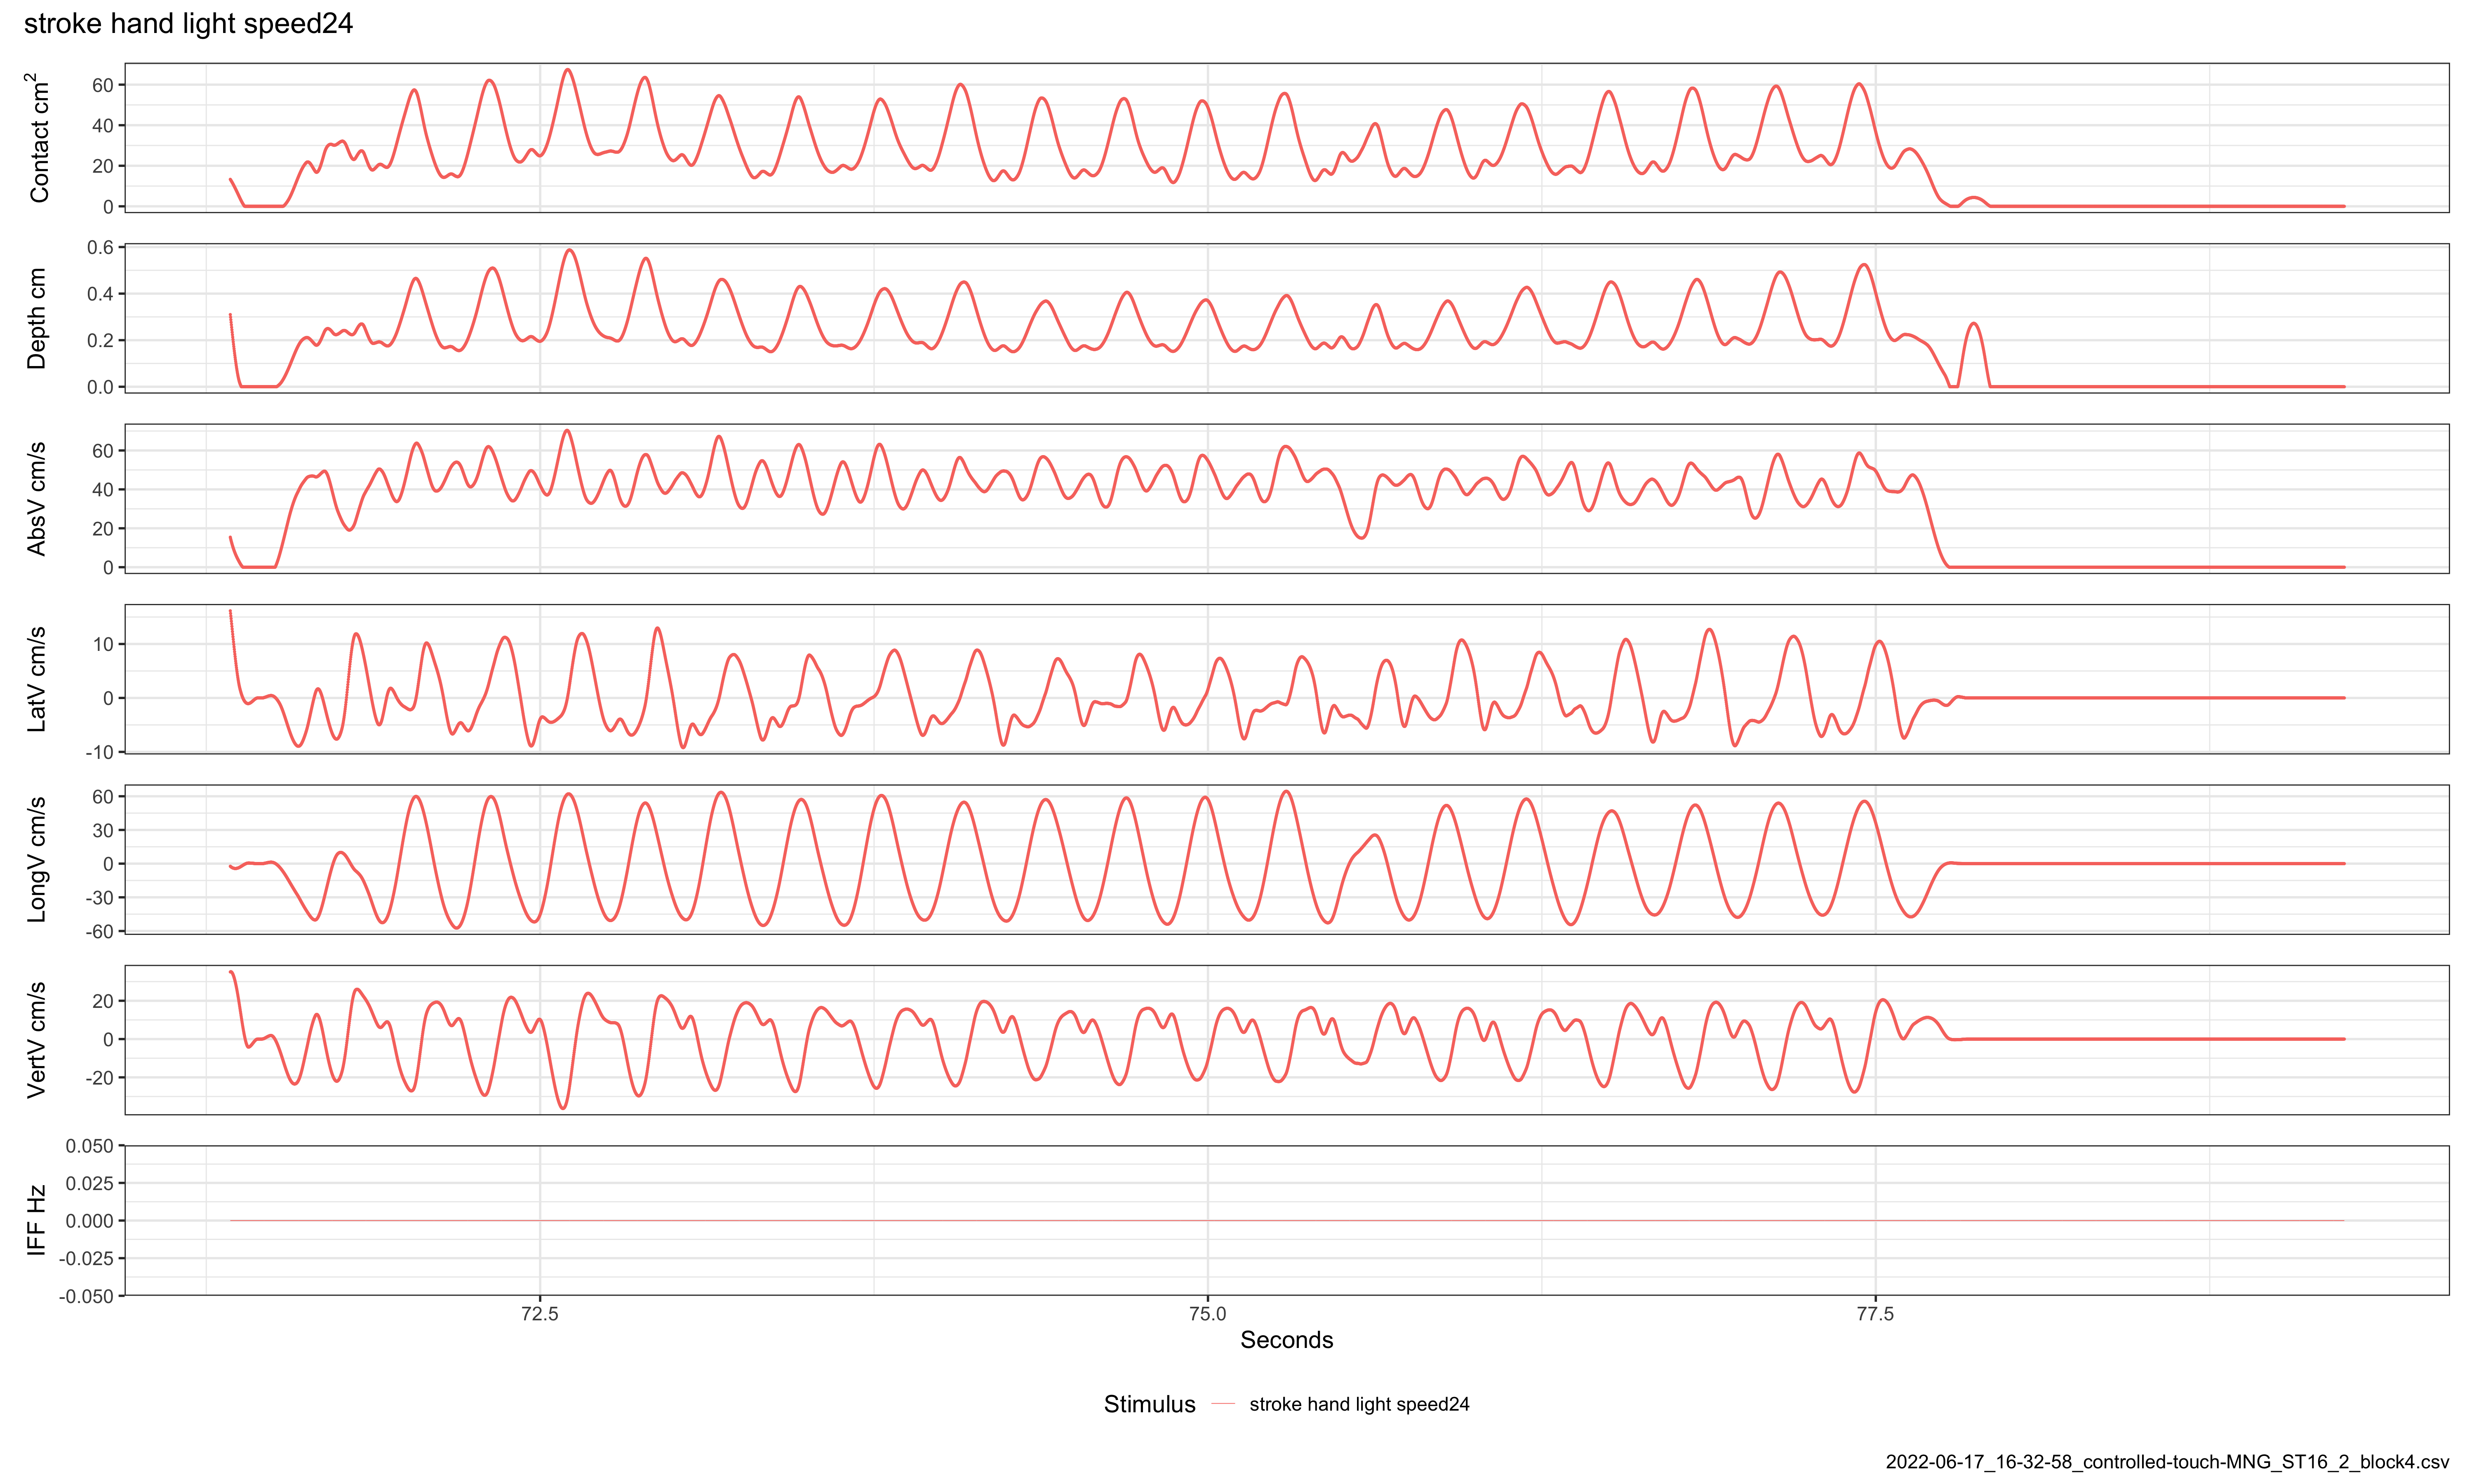 stroke hand light speed24
Contact cm²
60
40
20
0
Depth cm
0.6
0.4
0.2
0.0
AbsV cm/s
60
40
20
0
LatV cm/s
10
0
-10
LongV cm/s
60
30
0
-30
-60
VertV cm/s
20
0
-20
IFF Hz
0.050
0.025
0.000
-0.025
-0.050
72.5 75.0 77.5
Seconds
Stimulus stroke hand light speed24
2022-06-17_16-32-58_controlled-touch-MNG_ST16_2_block4.csv